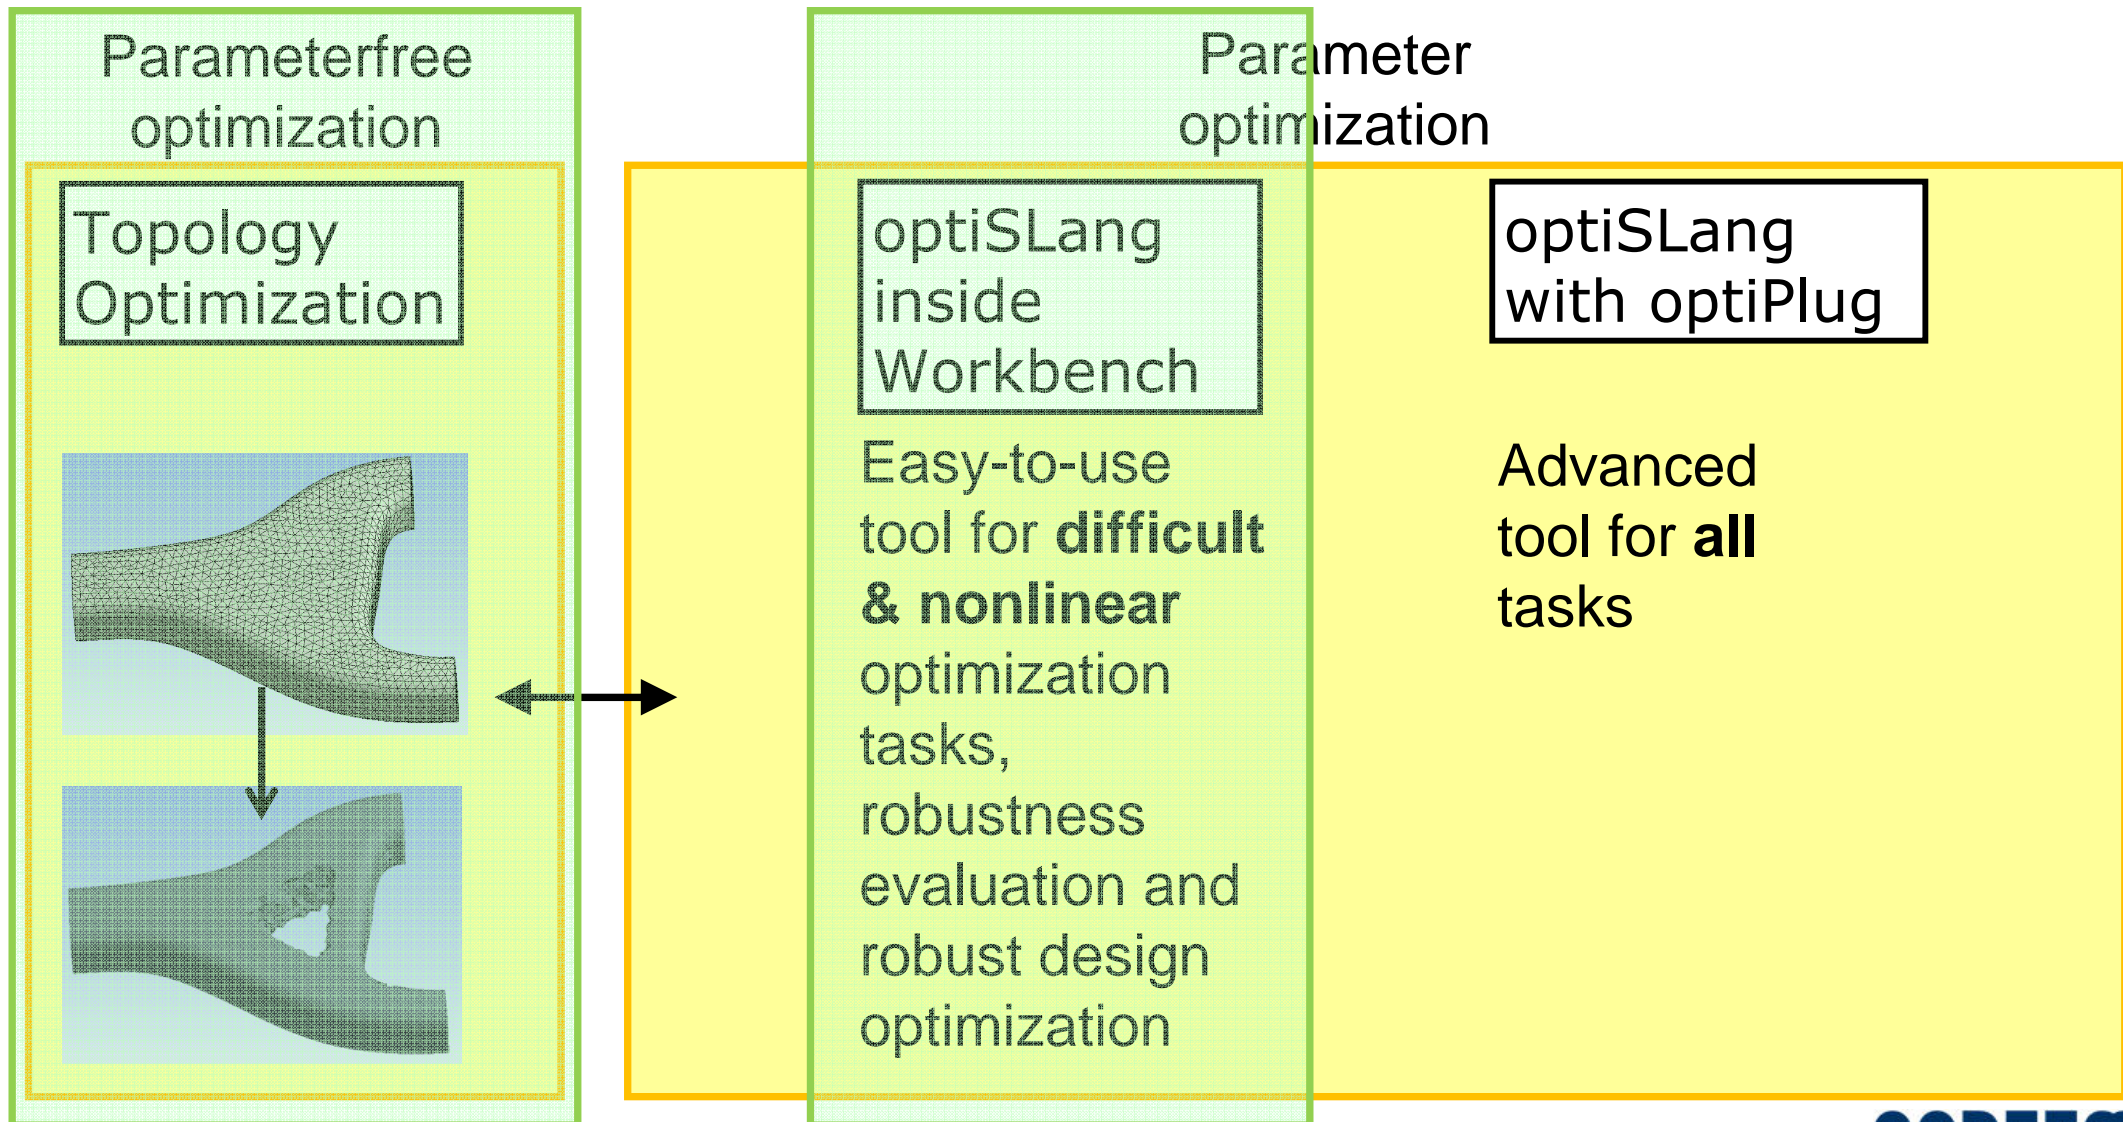 Parameterfree
optimization
Topology
Optimization
Parameter
optimization
optiSLang
inside
Workbench
Easy-to-use
tool for difficult
& nonlinear
optimization
tasks,
robustness
evaluation and
robust design
optimization
optiSLang
with optiPlug
Advanced
tool for all
tasks